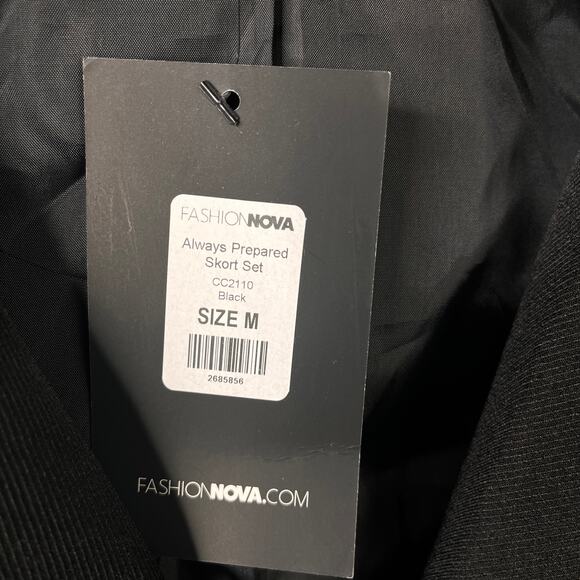 FASHIONNOVA
Always Prepared
Skort Set
CC2110
Black
SIZE M
2685856
FASHIONNOVA.COM